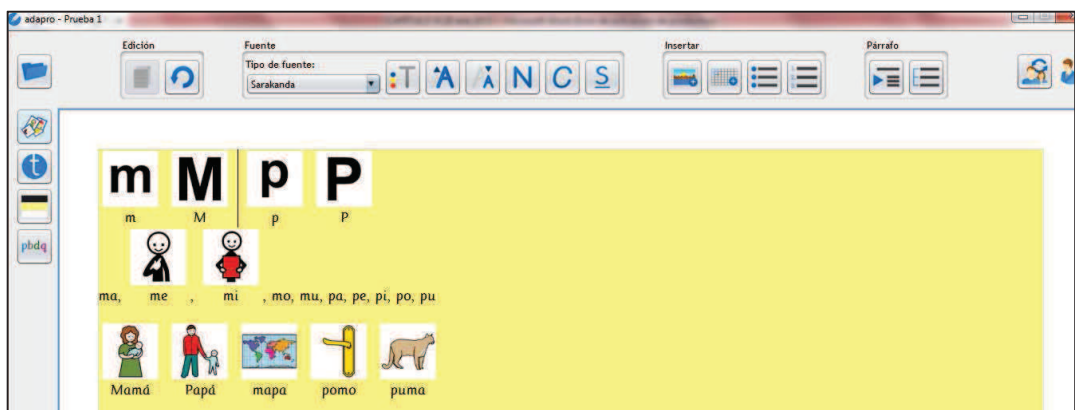 adapro - Prueba 1
Edición
Fuente
Insertar
Párrafo
Tipo de fuente:
Sarakanda
T A A N C S
t
pbdq
m M p P
m M p P
ma, me , mi , mo, mu, pa, pe, pi, po, pu
Mamá Papá mapa pomo puma